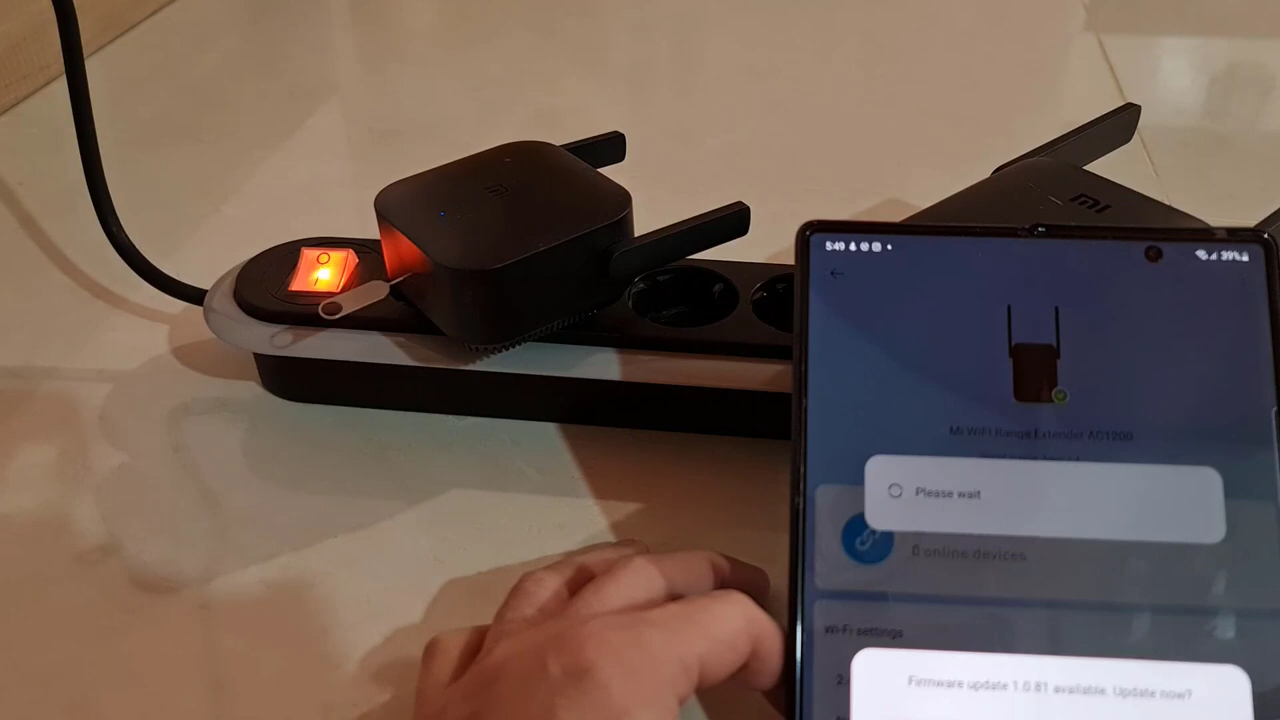 5:49
39%
Mi WiFi Range Extender AC1200
Please wait
0 online devices
Wi-Fi settings
2.
Firmware update 1.0.81 available. Update now?